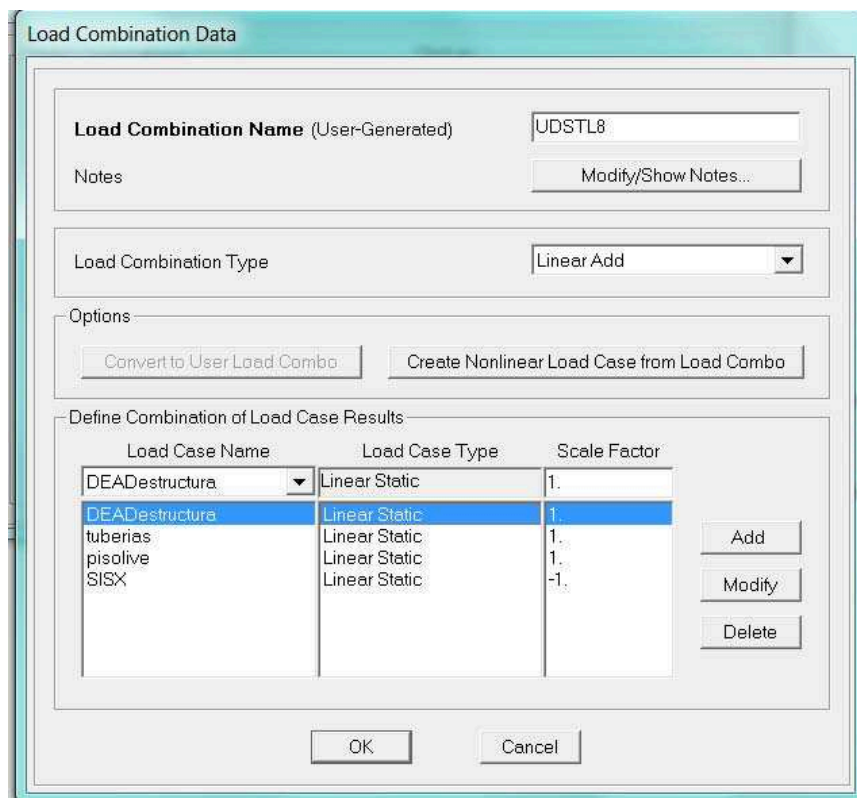 Load Combination Data
Load Combination Name (User-Generated) UDSTL8
Notes Modify/Show Notes...
Load Combination Type Linear Add
Options
Convert to User Load Combo Create Nonlinear Load Case from Load Combo
Define Combination of Load Case Results
Load Case Name Load Case Type Scale Factor
DEADestructura Linear Static 1.
DEADestructura Linear Static 1.
tuberias Linear Static 1.
pisolive Linear Static 1.
SISX Linear Static -1.
Add
Modify
Delete
OK Cancel